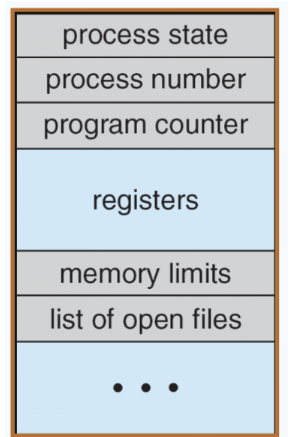 process state
process number
program counter
registers
memory limits
list of open files
• • •